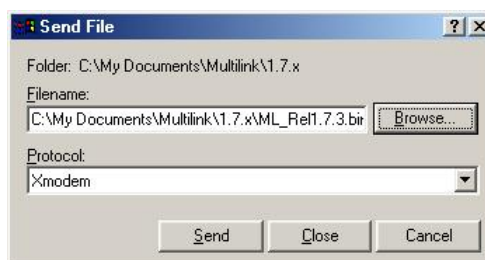 Send File
Folder: C:\My Documents\Multilink\1.7.x
Filename:
C:\My Documents\Multilink\1.7.x\ML_Rel1.7.3.bin Browse...
Protocol:
Xmodem
Send Close Cancel